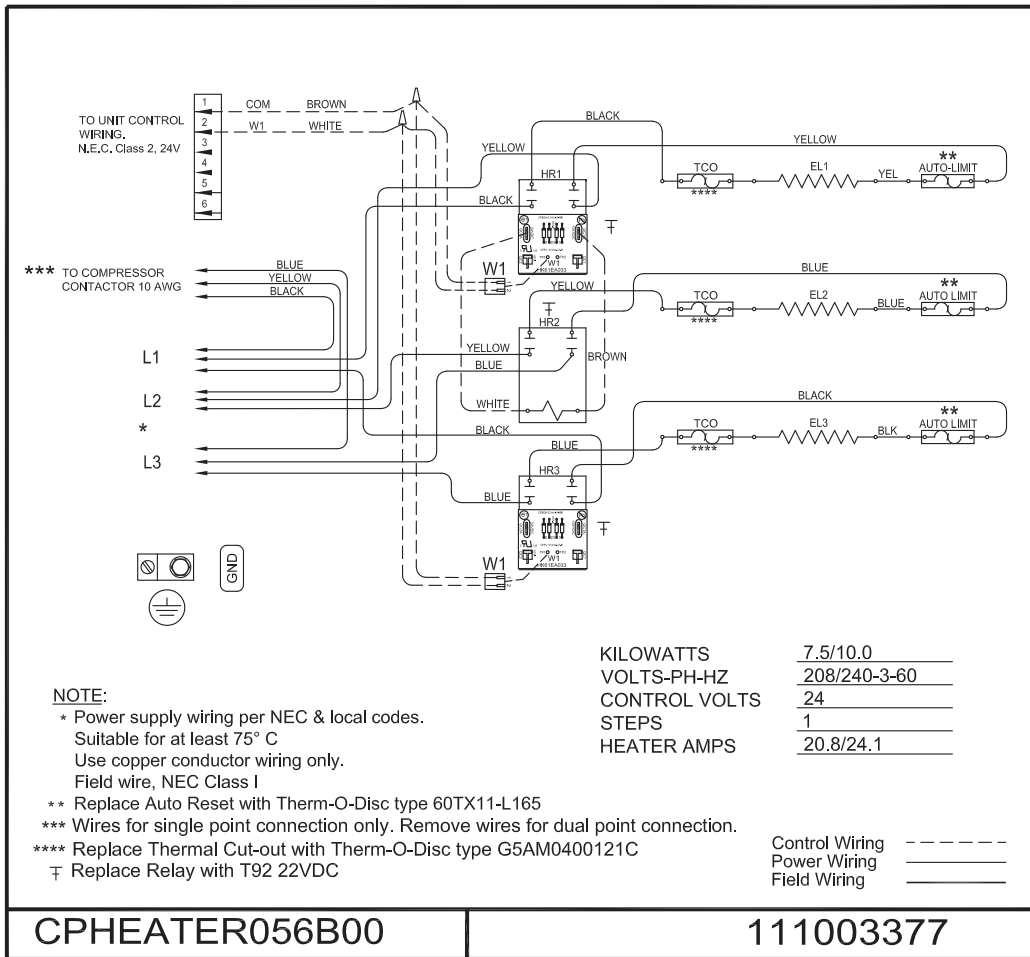 TO UNIT CONTROL
WIRING.
N.E.C. Class 2, 24V
1 COM BROWN
2 W1 WHITE
3
4
5
6
BLACK
YELLOW
YELLOW
HR1
TCO
****
EL1
YEL
**
AUTO-LIMIT
BLACK
W1
HK61EA033
W1
*** TO COMPRESSOR
CONTACTOR 10 AWG
BLUE
YELLOW
BLACK
BLUE
YELLOW
HR2
TCO
****
EL2
BLUE
**
AUTO LIMIT
L1
YELLOW
BLUE
BROWN
L2
*
WHITE
BLACK
BLACK
L3
BLUE
HR3
TCO
****
EL3
BLK
**
AUTO LIMIT
BLUE
W1
HK61EA033
W1
GND
KILOWATTS 7.5/10.0
VOLTS-PH-HZ 208/240-3-60
CONTROL VOLTS 24
STEPS 1
HEATER AMPS 20.8/24.1
NOTE:
* Power supply wiring per NEC & local codes.
Suitable for at least 75° C
Use copper conductor wiring only.
Field wire, NEC Class I
** Replace Auto Reset with Therm-O-Disc type 60TX11-L165
*** Wires for single point connection only. Remove wires for dual point connection.
**** Replace Thermal Cut-out with Therm-O-Disc type G5AM0400121C
Replace Relay with T92 22VDC
Control Wiring
Power Wiring
Field Wiring
CPHEATER056B00
111003377